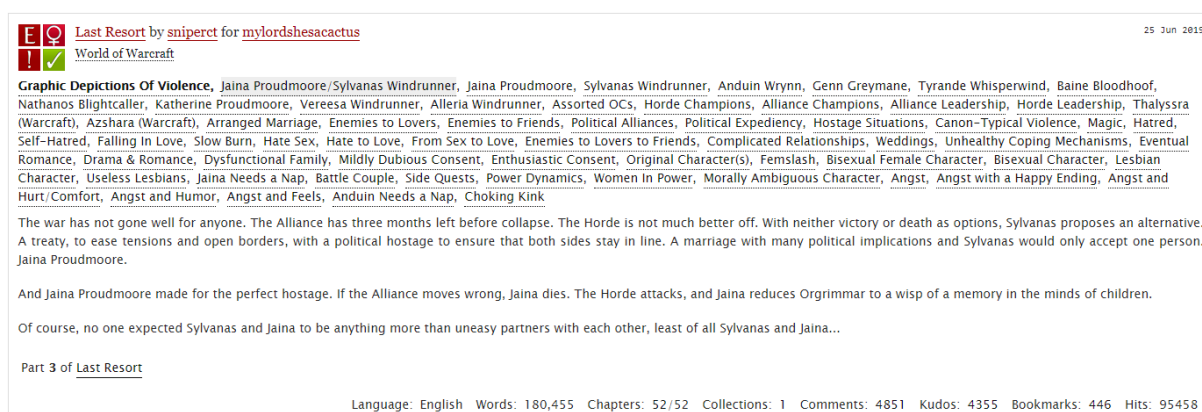 Last Resort by sniperct for mylordshesacactus
25 Jun 2019
World of Warcraft
Graphic Depictions Of Violence, Jaina Proudmoore/Sylvanas Windrunner, Jaina Proudmoore, Sylvanas Windrunner, Anduin Wrynn, Genn Greymane, Tyrande Whisperwind, Baine Bloodhoof,
Nathanos Blightcaller, Katherine Proudmoore, Vereesa Windrunner, Alleria Windrunner, Assorted OCs, Horde Champions, Alliance Champions, Alliance Leadership, Horde Leadership, Thalyssra
(Warcraft), Azshara (Warcraft), Arranged Marriage, Enemies to Lovers, Enemies to Friends, Political Alliances, Political Expediency, Hostage Situations, Canon-Typical Violence, Magic, Hatred,
Self-Hatred, Falling In Love, Slow Burn, Hate Sex, Hate to Love, From Sex to Love, Enemies to Lovers to Friends, Complicated Relationships, Weddings, Unhealthy Coping Mechanisms, Eventual
Romance, Drama & Romance, Dysfunctional Family, Mildly Dubious Consent, Enthusiastic Consent, Original Character(s), Femslash, Bisexual Female Character, Bisexual Character, Lesbian
Character, Useless Lesbians, Jaina Needs a Nap, Battle Couple, Side Quests, Power Dynamics, Women In Power, Morally Ambiguous Character, Angst, Angst with a Happy Ending, Angst and
Hurt/Comfort, Angst and Humor, Angst and Feels, Anduin Needs a Nap, Choking Kink
The war has not gone well for anyone. The Alliance has three months left before collapse. The Horde is not much better off. With neither victory or death as options, Sylvanas proposes an alternative.
A treaty, to ease tensions and open borders, with a political hostage to ensure that both sides stay in line. A marriage with many political implications and Sylvanas would only accept one person.
Jaina Proudmoore.
And Jaina Proudmoore made for the perfect hostage. If the Alliance moves wrong, Jaina dies. The Horde attacks, and Jaina reduces Orgrimmar to a wisp of a memory in the minds of children.
Of course, no one expected Sylvanas and Jaina to be anything more than uneasy partners with each other, least of all Sylvanas and Jaina...
Part 3 of Last Resort
Language: English Words: 180,455 Chapters: 52/52 Collections: 1 Comments: 4851 Kudos: 4355 Bookmarks: 446 Hits: 95458